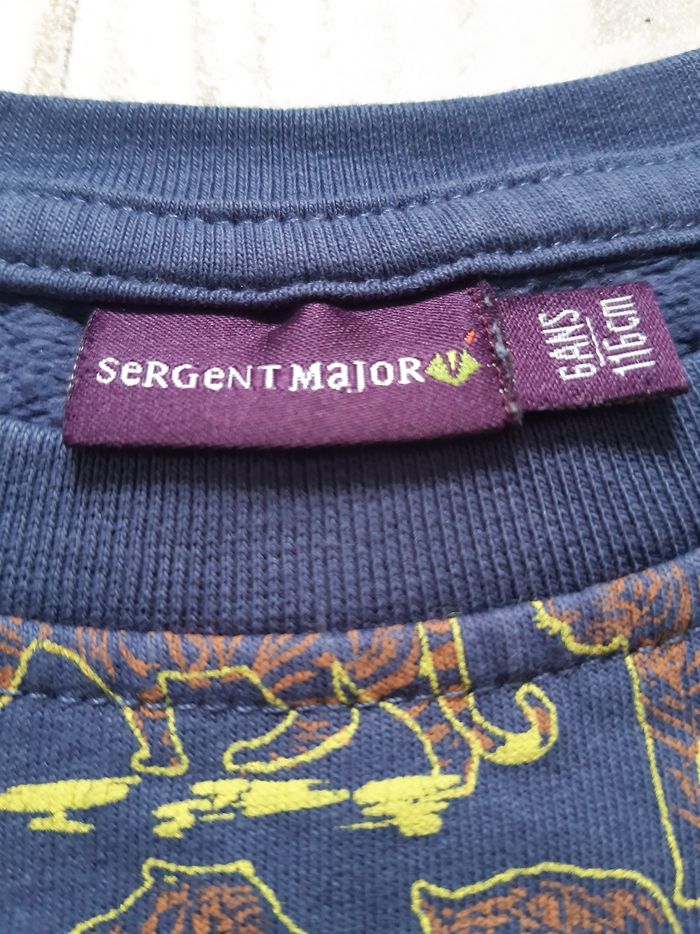 SeRGeNT MaJoR
6ANS
116cm